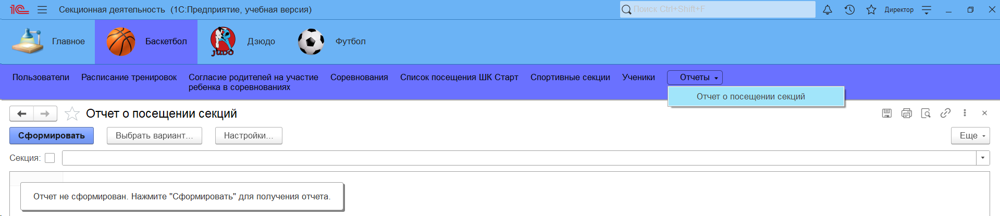 1С Секционная деятельность (1С:Предприятие, учебная версия) Поиск Ctrl+Shift+F Директор
Главное Баскетбол JUDO Дзюдо Футбол
Пользователи Расписание тренировок Согласие родителей на участие Соревнования Список посещения ШК Старт Спортивные секции Ученики Отчеты
ребенка в соревнованиях
Отчет о посещении секций
Отчет о посещении секций
Сформировать Выбрать вариант... Настройки... Еще
Секция:
Отчет не сформирован. Нажмите "Сформировать" для получения отчета.